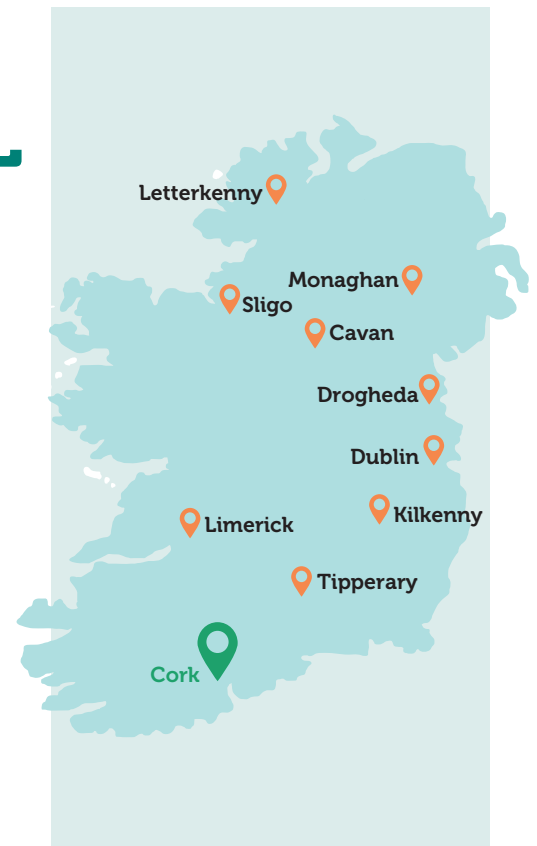 Letterkenny
Monaghan
Sligo
Cavan
Drogheda
Dublin
Kilkenny
Limerick
Tipperary
Cork